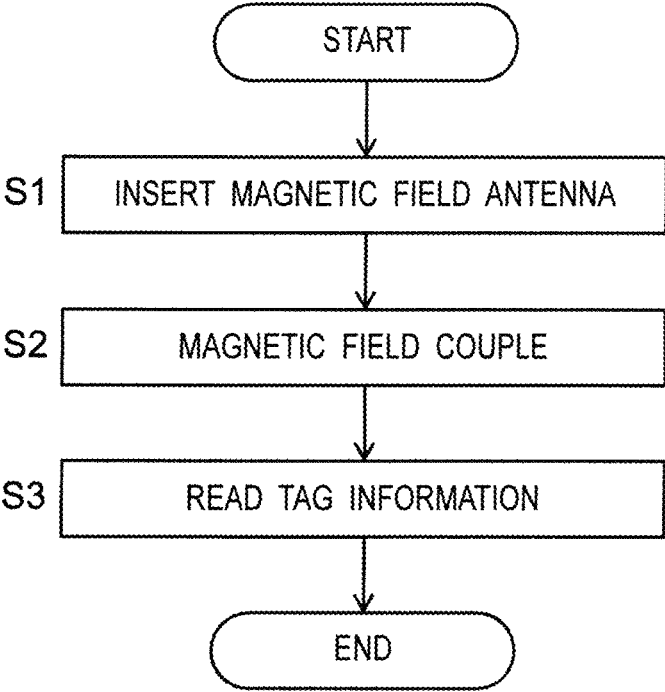 START
S1 INSERT MAGNETIC FIELD ANTENNA
S2 MAGNETIC FIELD COUPLE
S3 READ TAG INFORMATION
END